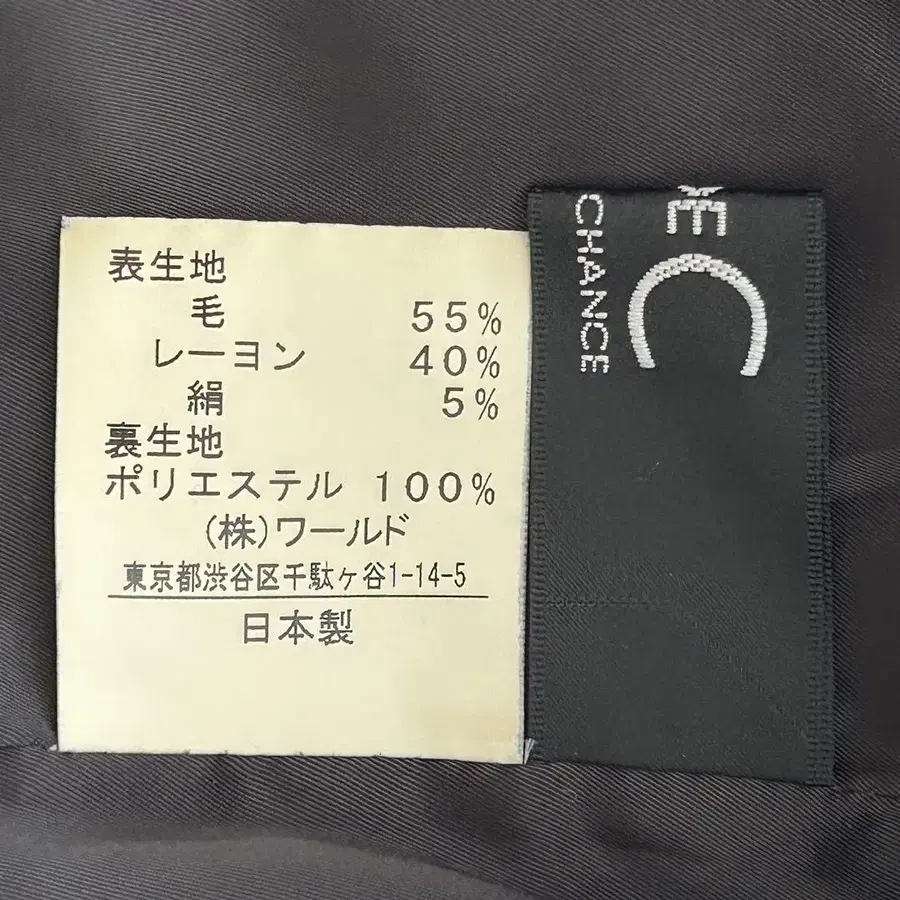 表生地
毛 55%
レーヨン 40%
絹 5%
裏生地
ポリエステル 100%
(株)ワールド
東京都渋谷区千駄ヶ谷1-14-5
日本製
CHANCE
C